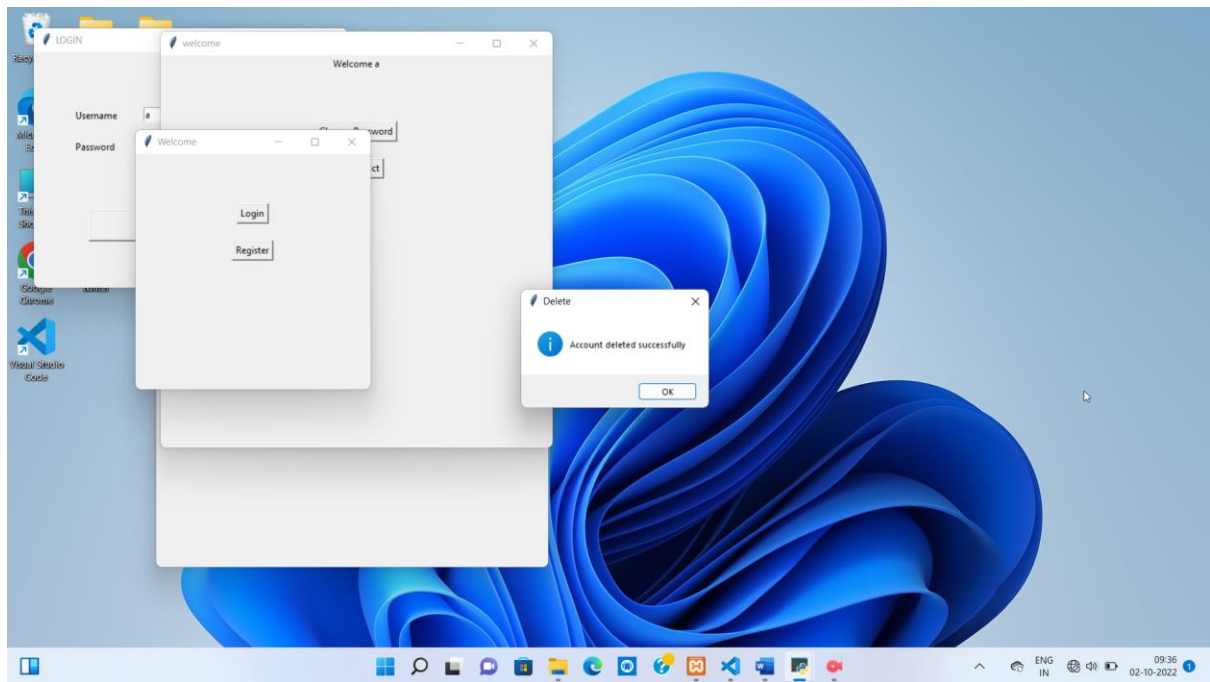 LOGIN
Username
a
Password
welcome
Welcome a
Welcome
Login
Register
Delete
Account deleted successfully
OK
Google
Chrome
Visual Studio
Code
ENG
IN
09:36
02-10-2022
1